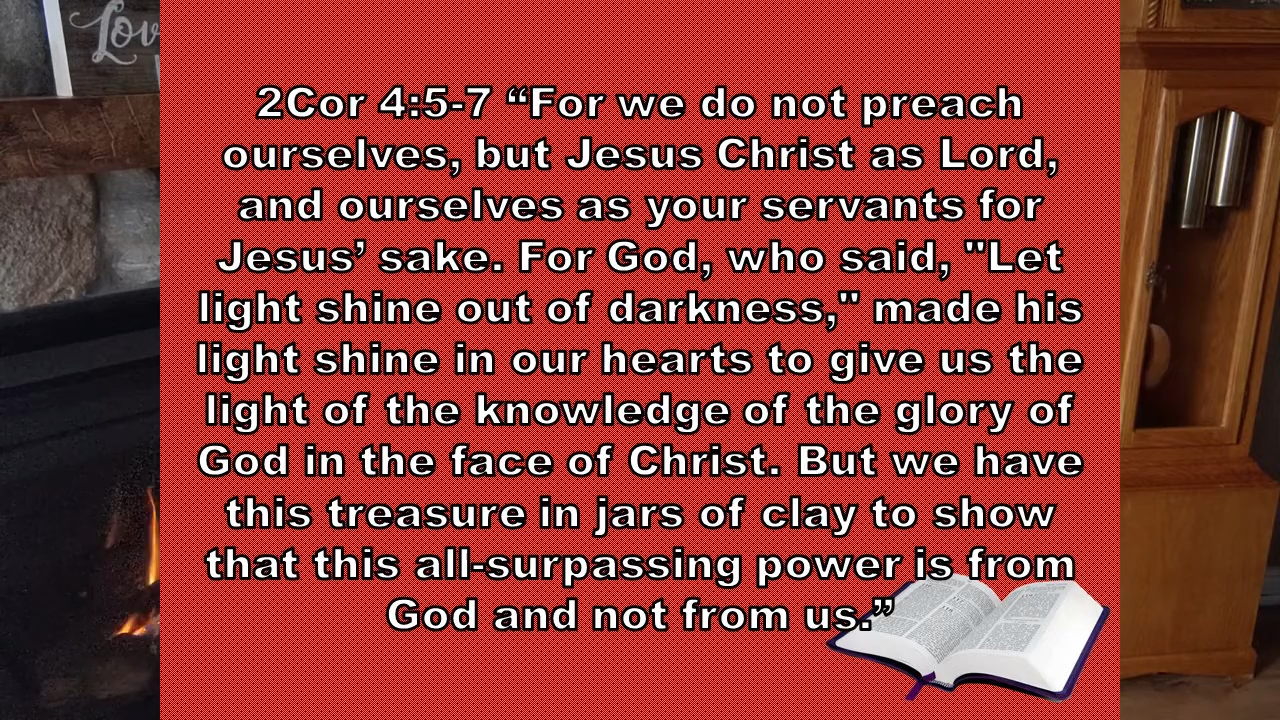 Lov
2Cor 4:5-7 “For we do not preach
ourselves, but Jesus Christ as Lord,
and ourselves as your servants for
Jesus’ sake. For God, who said, "Let
light shine out of darkness," made his
light shine in our hearts to give us the
light of the knowledge of the glory of
God in the face of Christ. But we have
this treasure in jars of clay to show
that this all-surpassing power is from
God and not from us.”